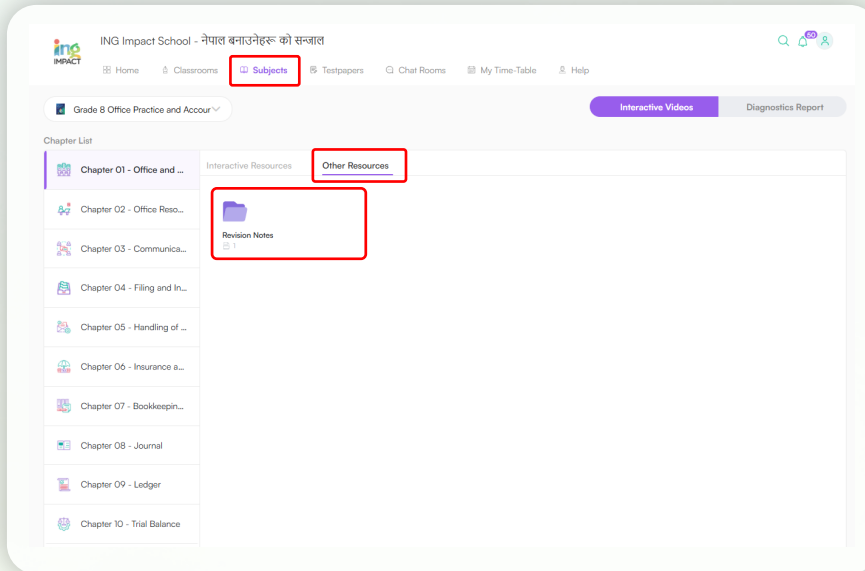 ing
IMPACT
ING Impact School - नेपाल बनाउनेहरू को सन्जाल
60
Home Classrooms Subjects Testpapers Chat Rooms My Time-Table Help
Grade 8 Office Practice and Accour
Interactive Videos Diagnostics Report
Chapter List
Interactive Resources Other Resources
Chapter 01 - Office and ...
Chapter 02 - Office Reso...
Chapter 03 - Communica...
Chapter 04 - Filing and In...
Chapter 05 - Handling of ...
Chapter 06 - Insurance a...
Chapter 07 - Bookkeepin...
Chapter 08 - Journal
Chapter 09 - Ledger
Chapter 10 - Trial Balance
Revision Notes
1